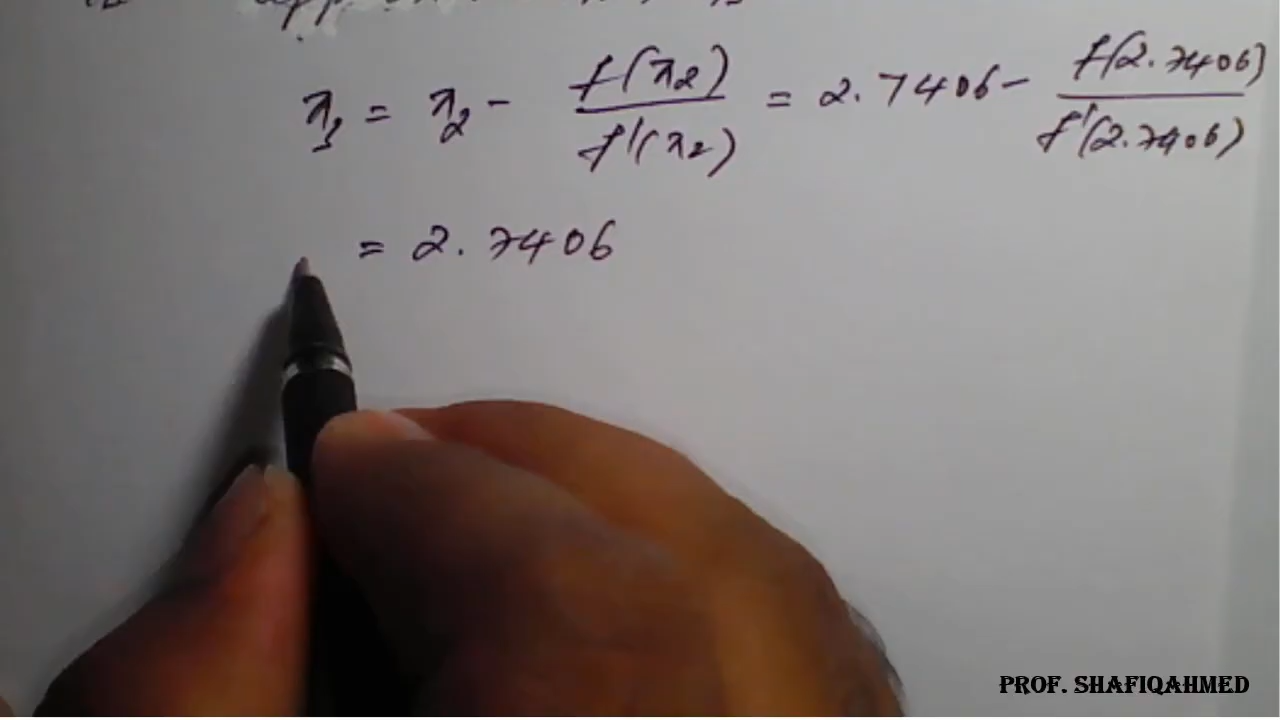 x₃ = x₂ - f(x₂)/f'(x₂) = 2.7406 - f(2.7406)/f'(2.7406)
= 2.7406
PROF. SHAFIQAHMED